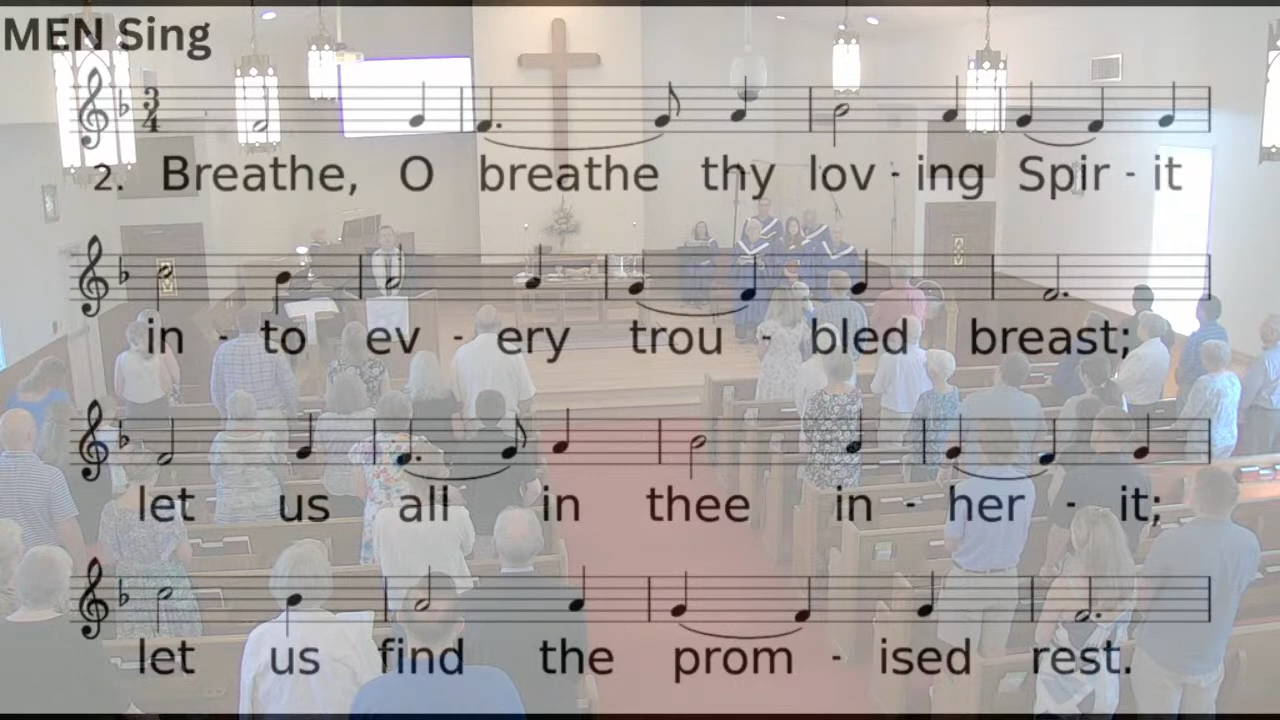 MEN Sing
2. Breathe, O breathe thy lov - ing Spir - it
in - to ev - ery trou - bled breast;
let us all in thee in - her - it;
let us find the prom - ised rest.